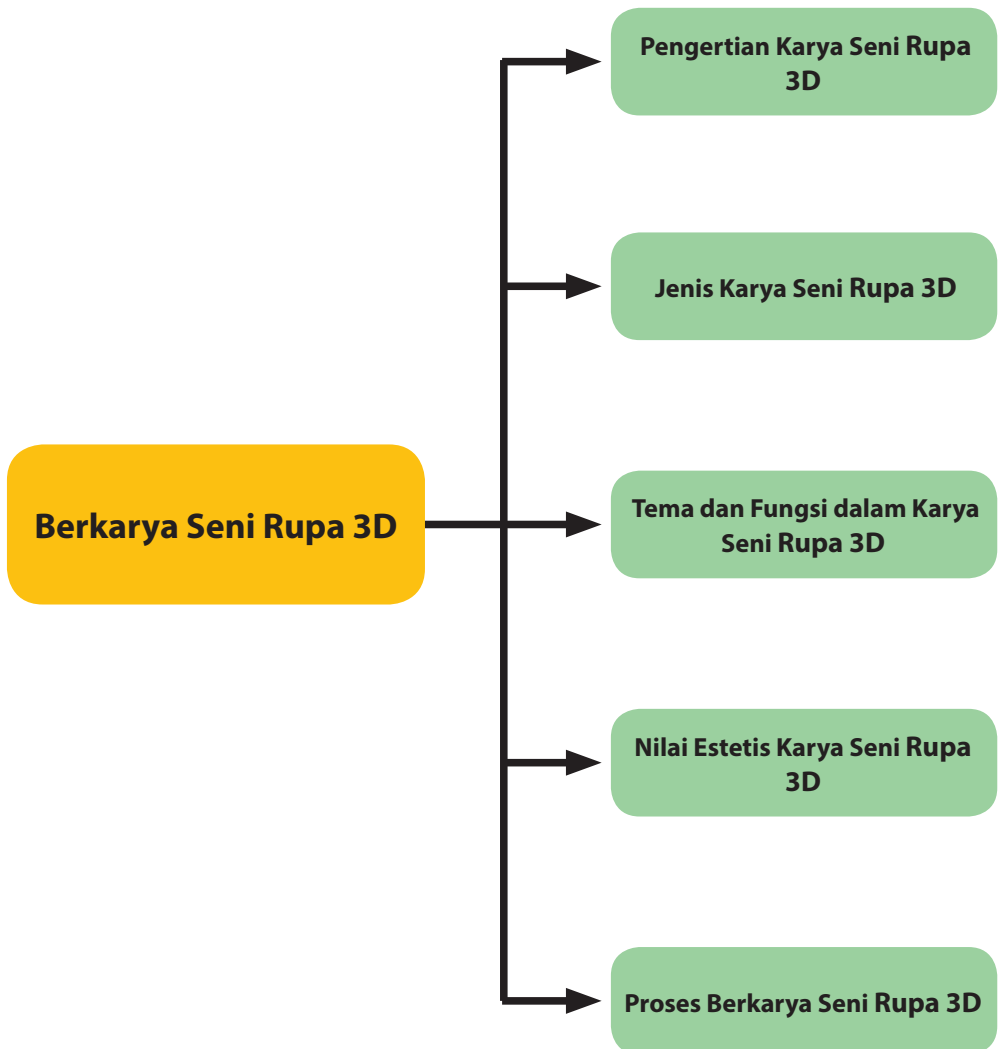 Pengertian Karya Seni Rupa
3D
Jenis Karya Seni Rupa 3D
Berkarya Seni Rupa 3D
Tema dan Fungsi dalam Karya
Seni Rupa 3D
Nilai Estetis Karya Seni Rupa
3D
Proses Berkarya Seni Rupa 3D